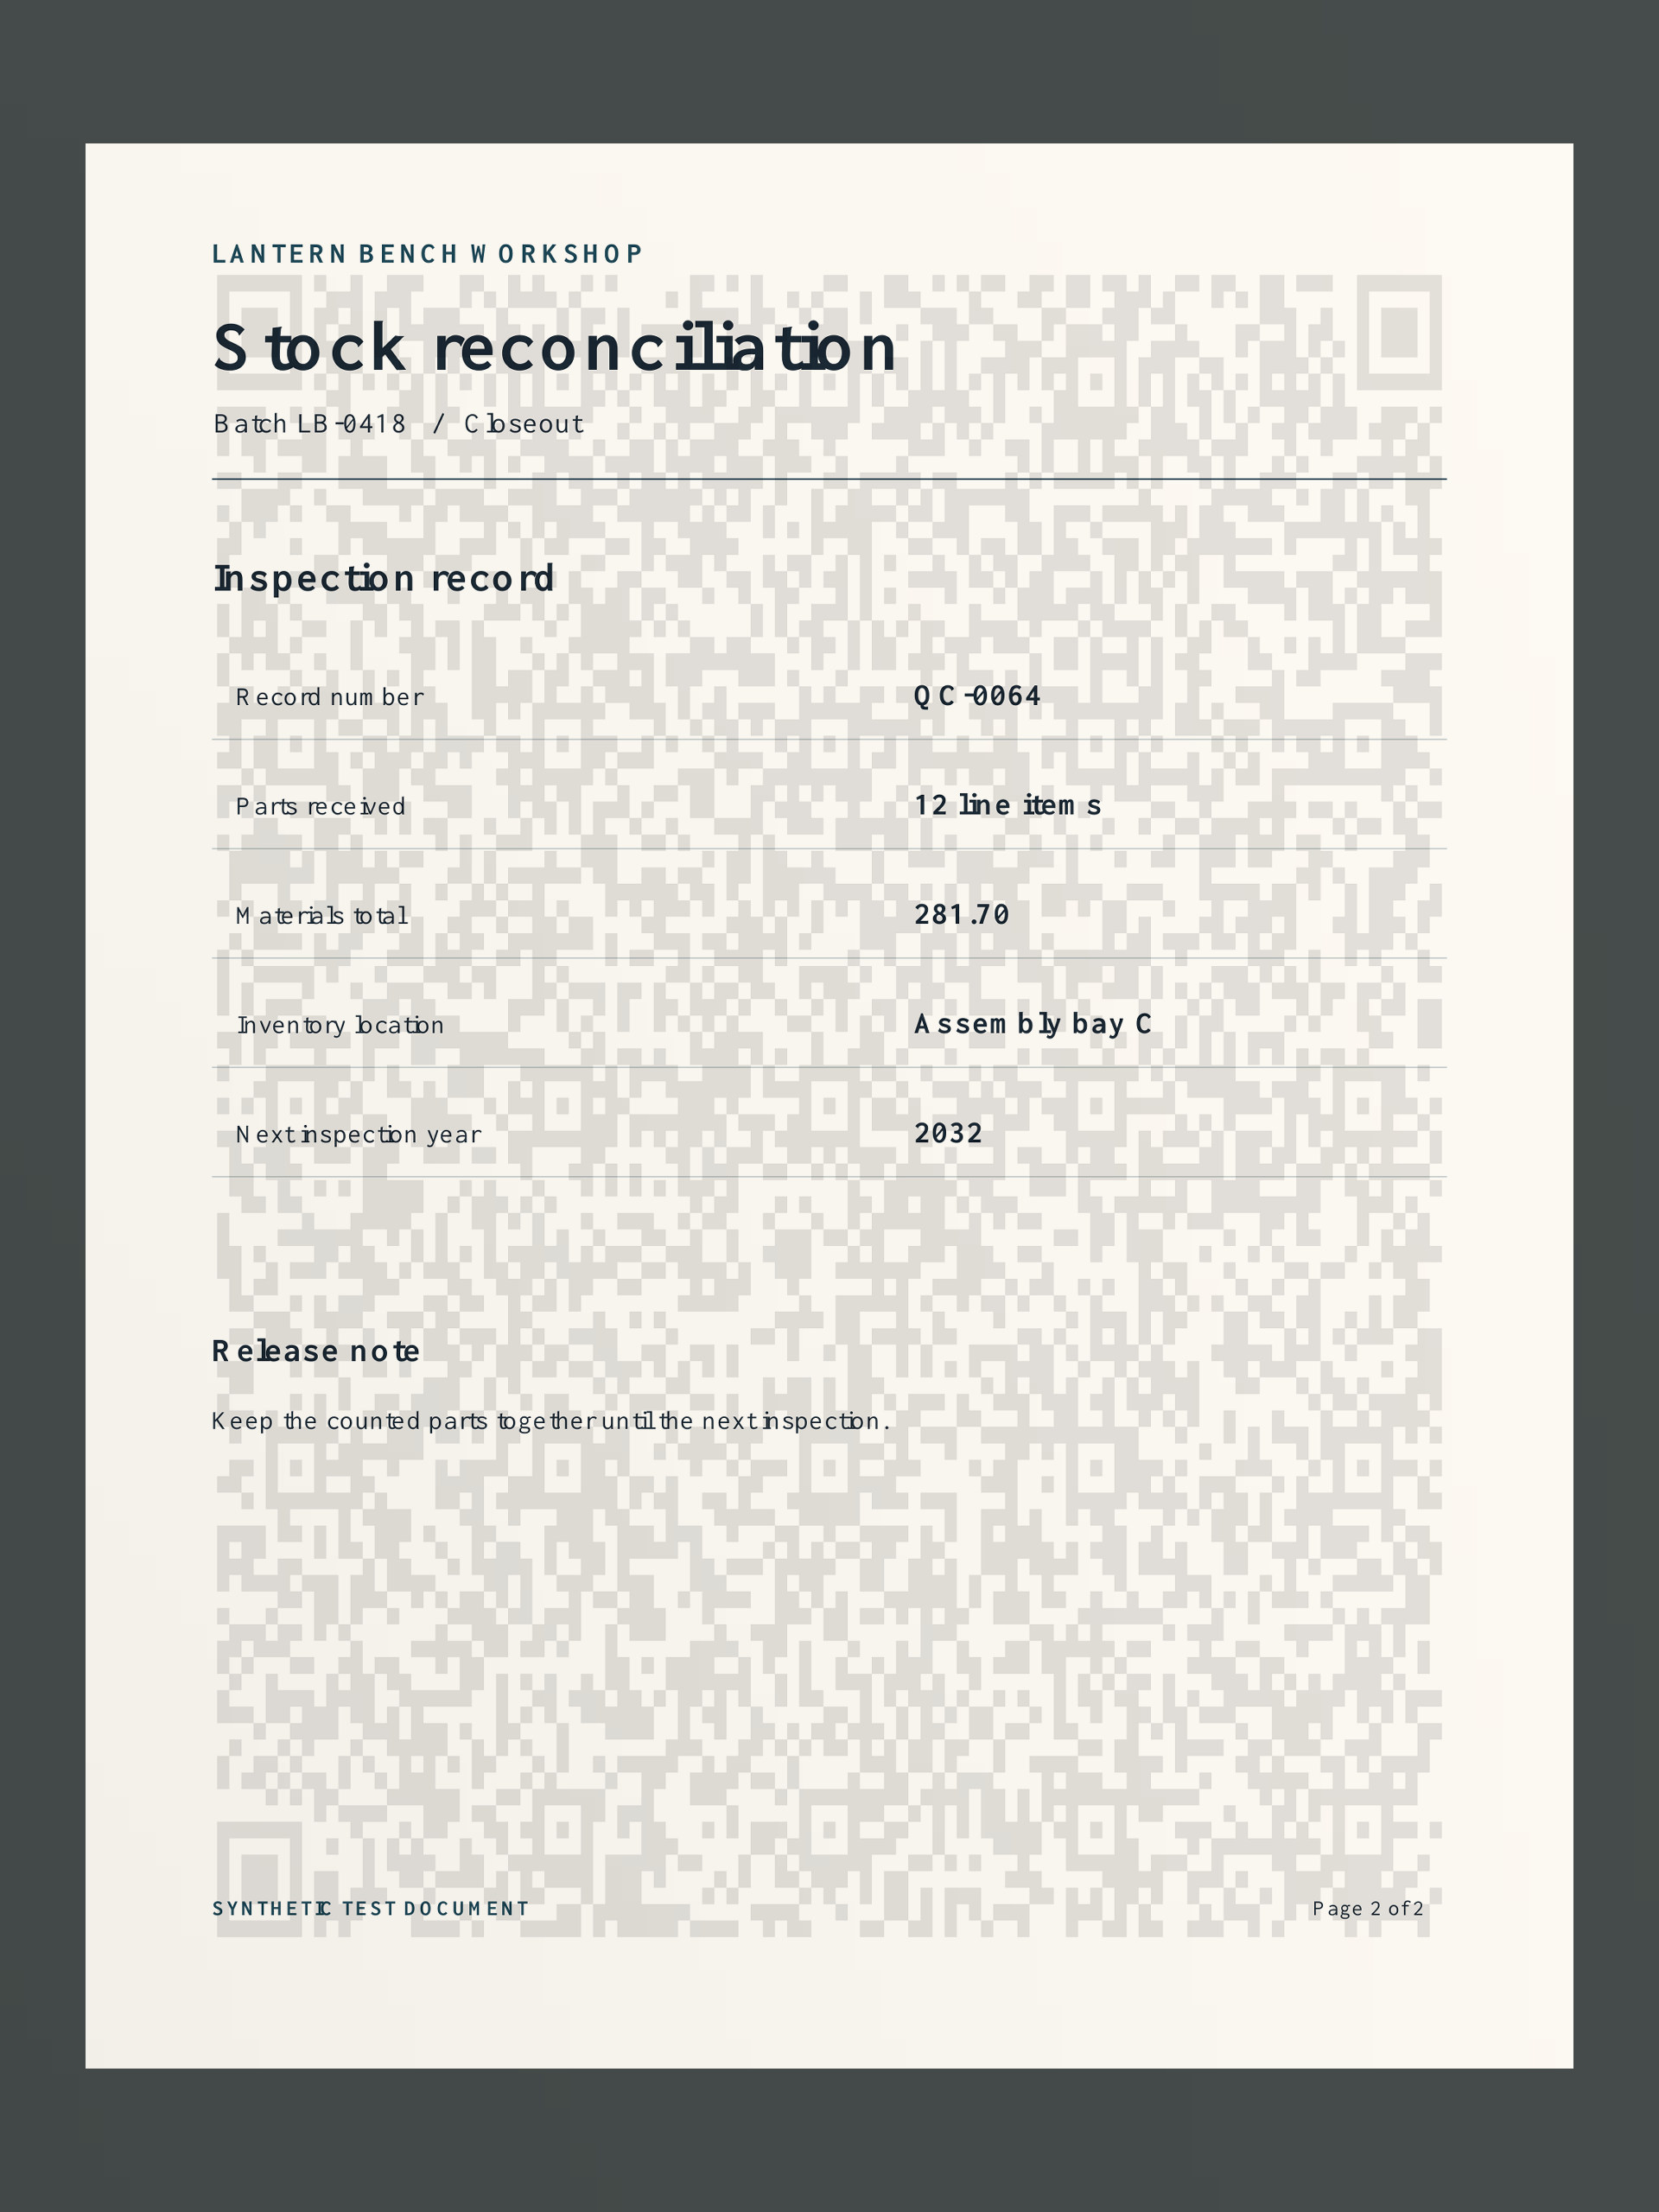 LANTERN BENCH WORKSHOP
Stock reconciliation
Batch LB-0418 / Closeout
Inspection record
Record number QC-0064
Parts received 12 line items
Materials total 281.70
Inventory location Assembly bay C
Next inspection year 2032
Release note
Keep the counted parts together until the next inspection.
SYNTHETIC TEST DOCUMENT Page 2 of 2